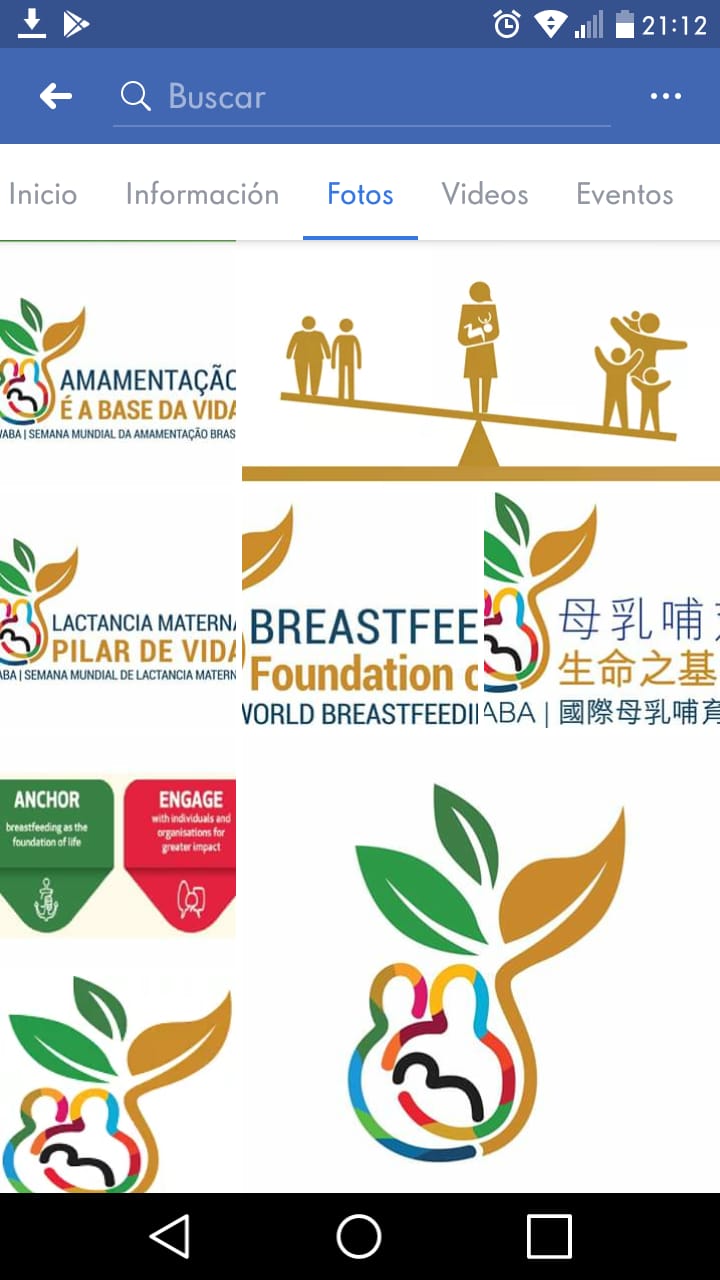 21:12
Buscar
Inicio Información Fotos Videos Eventos
AMAMENTAÇÃO
É A BASE DA VIDA
WABA | SEMANA MUNDIAL DA AMAMENTAÇÃO BRAS
LACTANCIA MATERNA
PILAR DE VIDA
ABA | SEMANA MUNDIAL DE LACTANCIA MATERN
BREASTFEE
Foundation o
WORLD BREASTFEEDI
母乳哺育
生命之基
ABA | 國際母乳哺育
ANCHOR
breastfeeding as the
foundation of life
ENGAGE
with individuals and
organisations for
greater impact